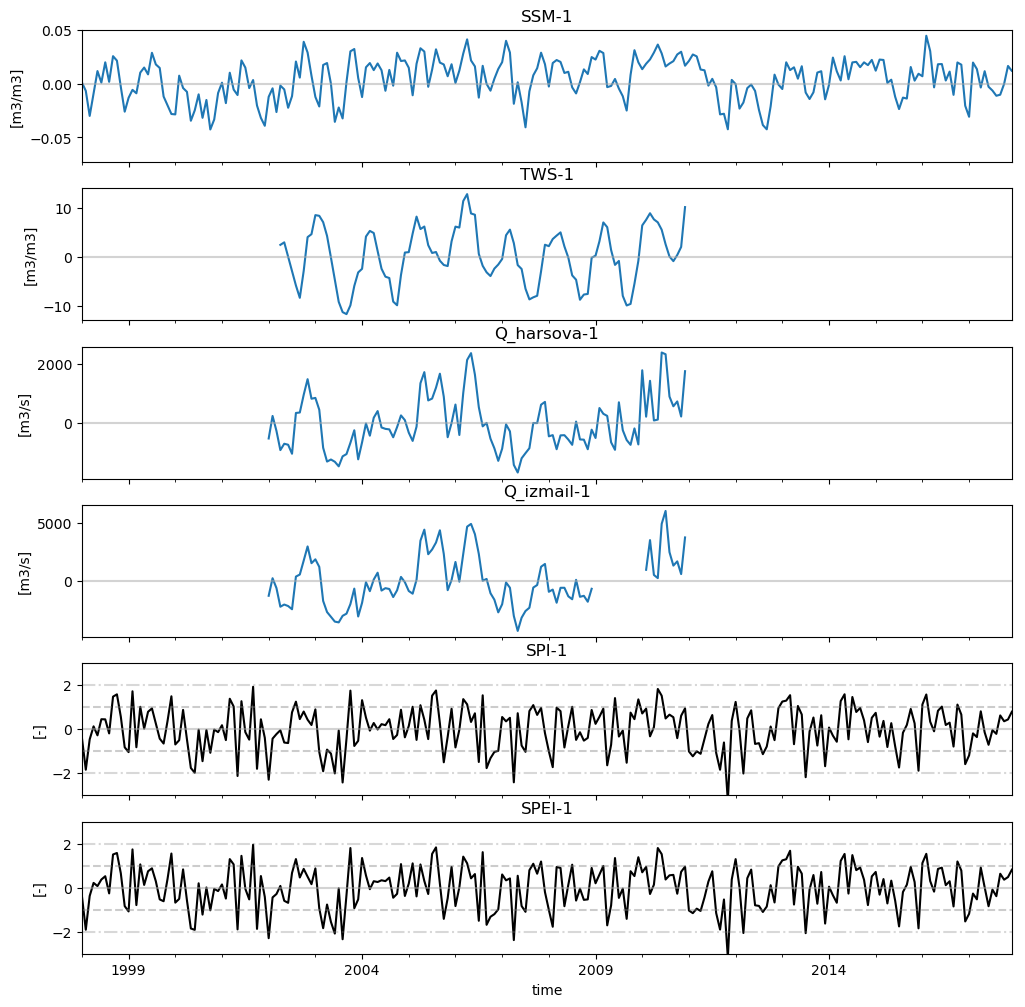 SSM-1
0.05
0.00
−0.05
[m3/m3]
TWS-1
10
0
−10
[m3/m3]
Q_harsova-1
2000
0
[m3/s]
Q_izmail-1
5000
0
[m3/s]
SPI-1
2
0
−2
[-]
SPEI-1
2
0
−2
[-]
1999 2004 2009 2014
time